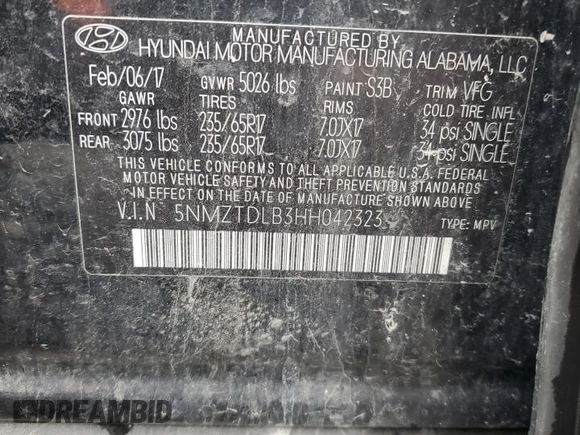 MANUFACTURED BY
HYUNDAI MOTOR MANUFACTURING ALABAMA, LLC
Feb/06/17 GVWR 5026 lbs PAINT S3B TRIM VFG
GAWR TIRES RIMS COLD TIRE INFL
FRONT 2976 lbs 235/65R17 7.0JX17 34 psi SINGLE
REAR 3075 lbs 235/65R17 7.0JX17 34 psi SINGLE
THIS VEHICLE CONFORMS TO ALL APPLICABLE U.S.A. FEDERAL
MOTOR VEHICLE SAFETY AND THEFT PREVENTION STANDARDS IN
EFFECT ON THE DATE OF MANUFACTURE SHOWN ABOVE.
V.I.N 5NMZTDLB3HH042323 TYPE: MPV
DREAMBID